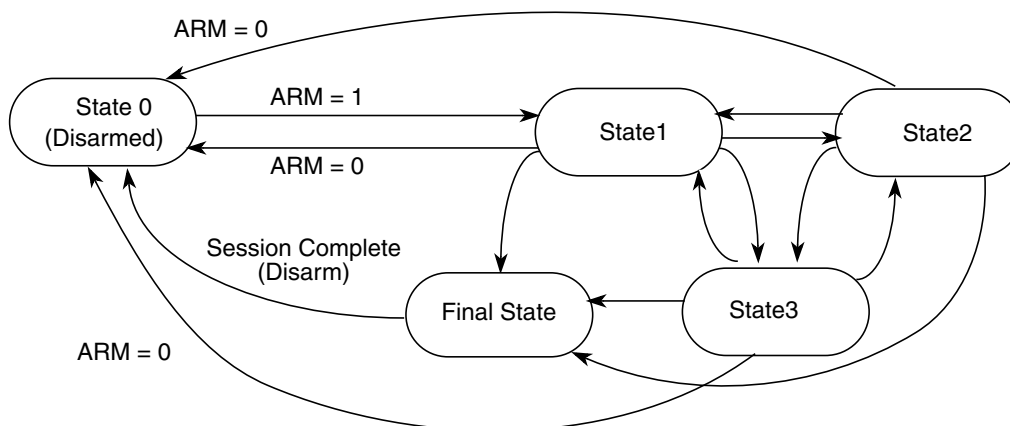 ARM = 0
State 0
(Disarmed)
ARM = 1
State1
State2
ARM = 0
Session Complete
(Disarm)
Final State
State3
ARM = 0